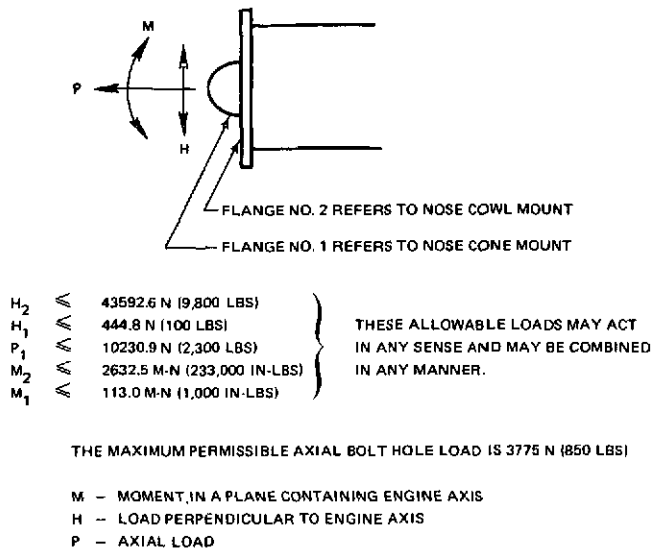 M
P
H
FLANGE NO. 2 REFERS TO NOSE COWL MOUNT
FLANGE NO. 1 REFERS TO NOSE CONE MOUNT
H2 ≤ 43592.6 N (9,800 LBS)
H1 ≤ 444.8 N (100 LBS)
P1 ≤ 10230.9 N (2,300 LBS)
M2 ≤ 2632.5 M-N (233,000 IN-LBS)
M1 ≤ 113.0 M-N (1,000 IN-LBS)
THESE ALLOWABLE LOADS MAY ACT
IN ANY SENSE AND MAY BE COMBINED
IN ANY MANNER.
THE MAXIMUM PERMISSIBLE AXIAL BOLT HOLE LOAD IS 3775 N (850 LBS)
M – MOMENT, IN A PLANE CONTAINING ENGINE AXIS
H – LOAD PERPENDICULAR TO ENGINE AXIS
P – AXIAL LOAD